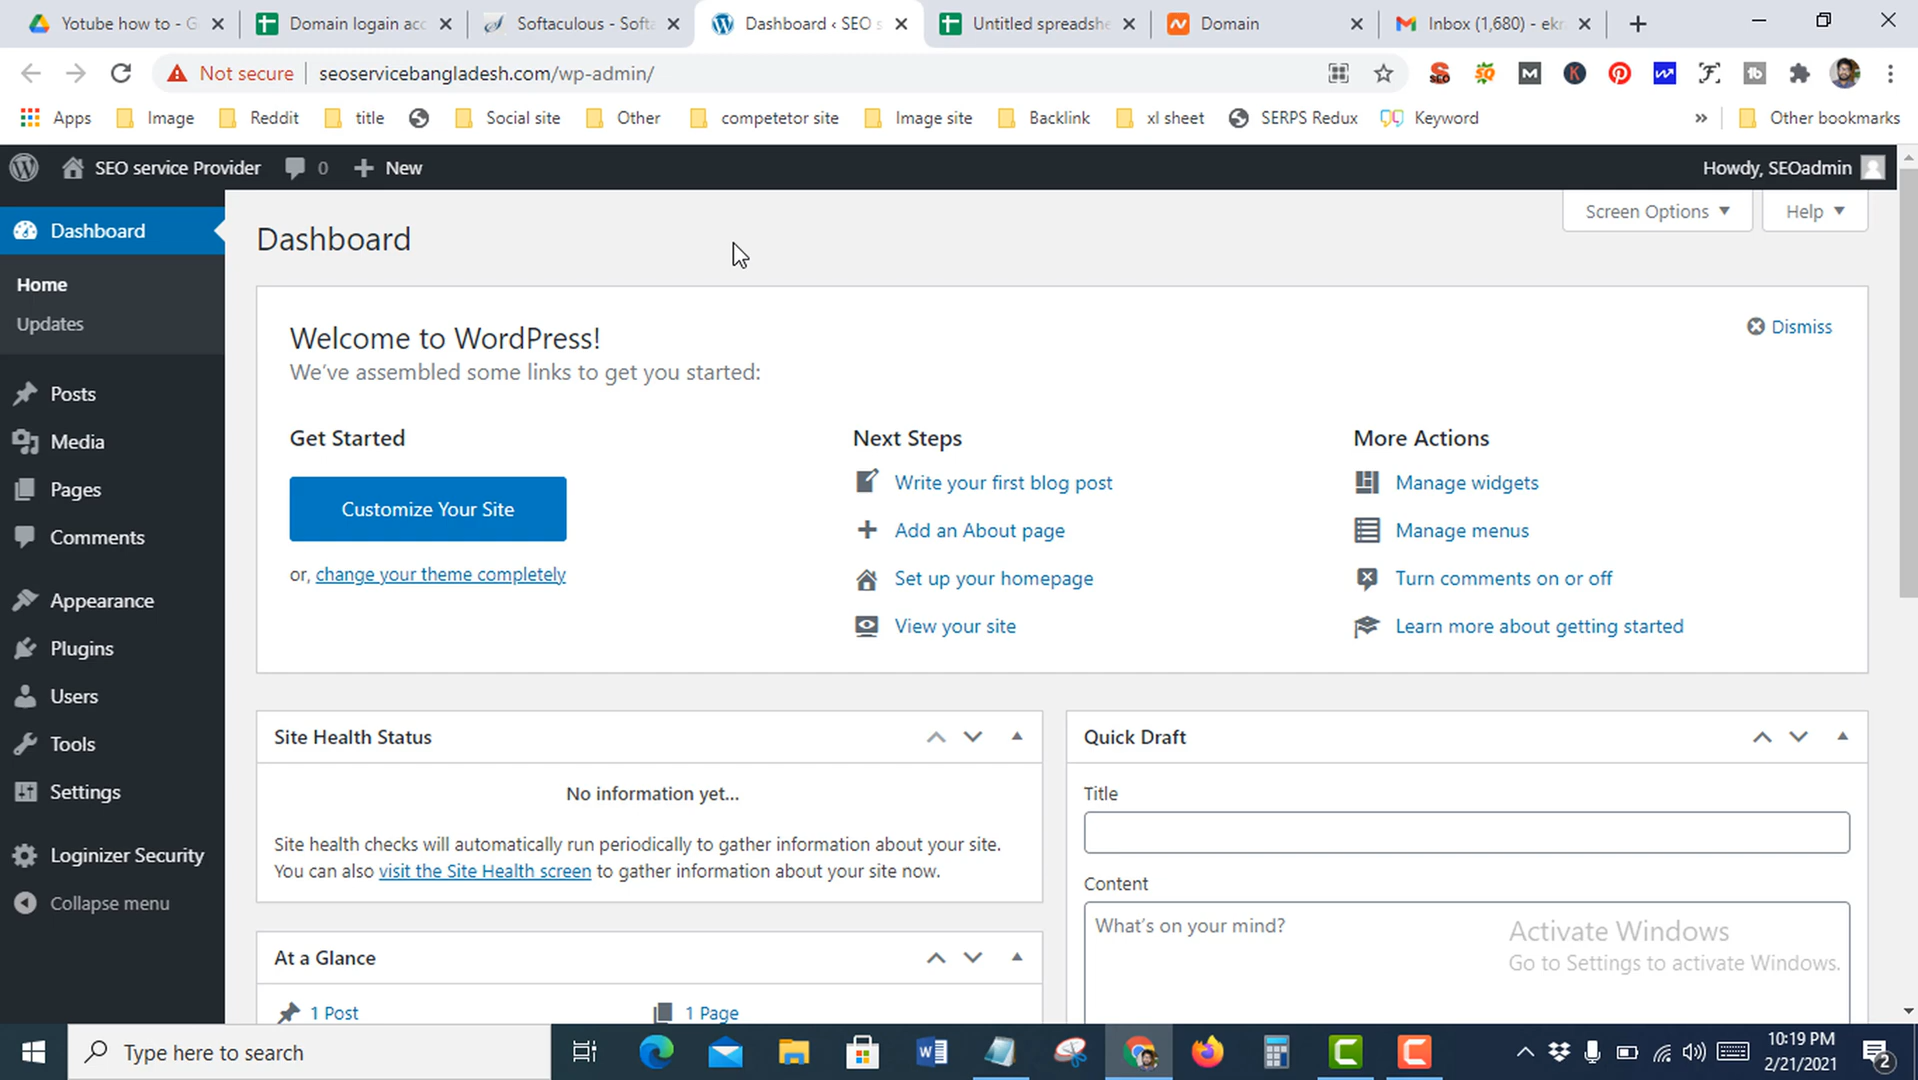 Yotube how to - G
Domain logain acc
Softaculous - Softa
Dashboard ‹ SEO s
Untitled spreadshe
Domain
Inbox (1,680) - ekr
Not secure
seoservicebangladesh.com/wp-admin/
Apps
Image
Reddit
title
Social site
Other
competetor site
Image site
Backlink
xl sheet
SERPS Redux
Keyword
Other bookmarks
SEO service Provider
0
New
Howdy, SEOadmin
Dashboard
Home
Updates
Posts
Media
Pages
Comments
Appearance
Plugins
Users
Tools
Settings
Loginizer Security
Collapse menu
Screen Options
Help
Dashboard
Welcome to WordPress!
We've assembled some links to get you started:
Dismiss
Get Started
Customize Your Site
or, change your theme completely
Next Steps
Write your first blog post
Add an About page
Set up your homepage
View your site
More Actions
Manage widgets
Manage menus
Turn comments on or off
Learn more about getting started
Site Health Status
No information yet...
Site health checks will automatically run periodically to gather information about your site.
You can also visit the Site Health screen to gather information about your site now.
At a Glance
1 Post
1 Page
Quick Draft
Title
Content
What's on your mind?
Activate Windows
Go to Settings to activate Windows.
Type here to search
10:19 PM
2/21/2021
2